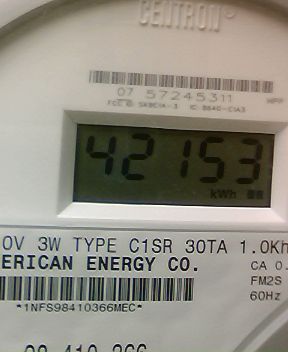 CENTRON
07 57245311
42153
kWh
0V 3W TYPE C1SR 30TA 1.0Kh
ERICAN ENERGY CO.
CA 0.
FM2S
60Hz
*1NFS98410366MEC*